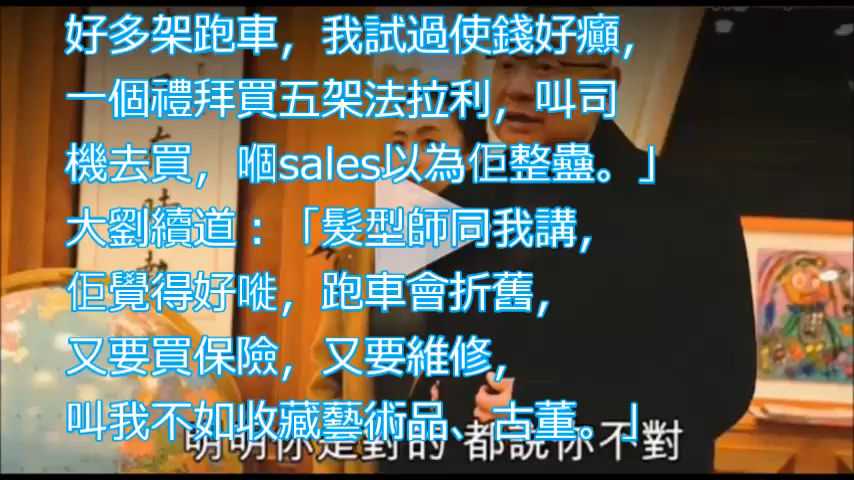 好多架跑車，我試過使錢好癲，
一個禮拜買五架法拉利，叫司
機去買，嗰sales以為佢整蠱。」
大劉續道：「髮型師同我講，
佢覺得好嘥，跑車會折舊，
又要買保險，又要維修，
叫我不如收藏藝術品、古董。」
明明你是對的 都說你不對